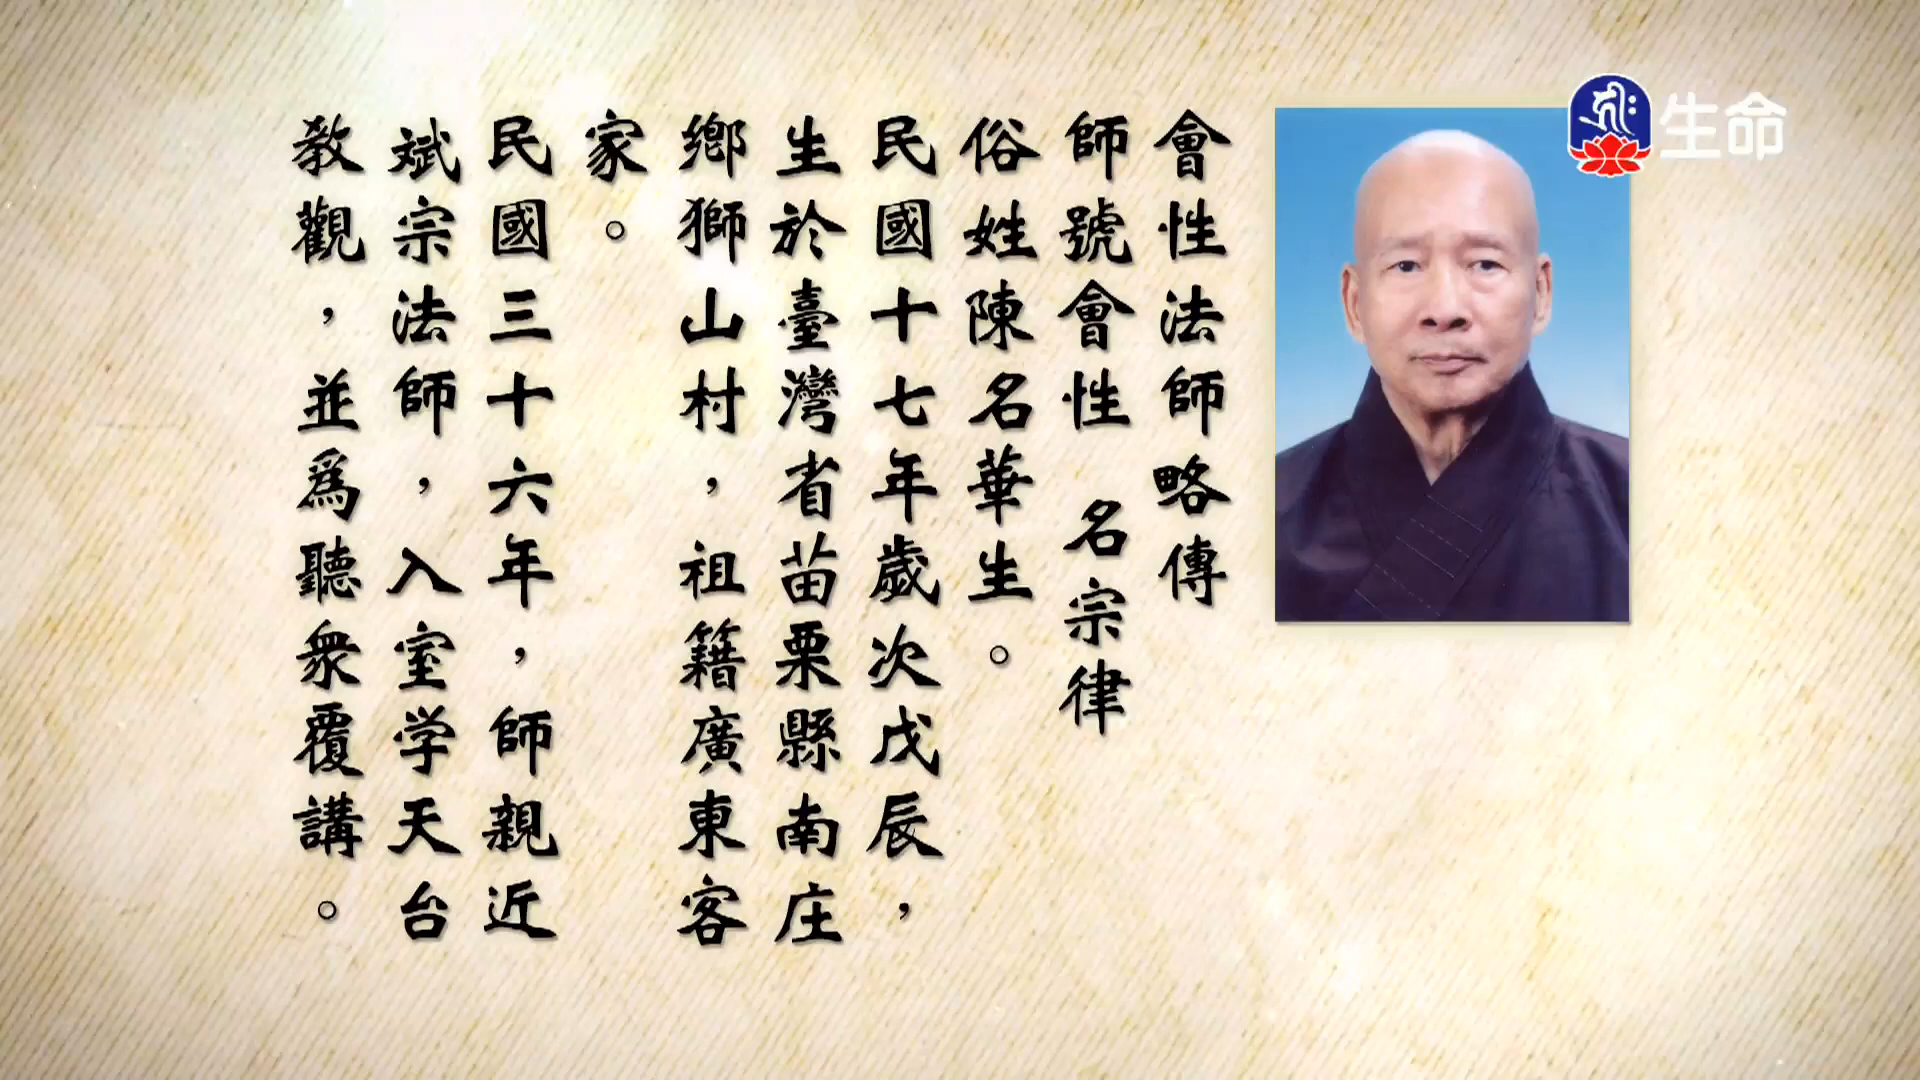 會性法師略傳
師號會性 名宗律
俗姓陳名華生。
民國十七年歲次戊辰，
生於臺灣省苗栗縣南庄
鄉獅山村，祖籍廣東客
家。
民國三十六年，師親近
斌宗法師，入室学天台
教觀，並為聽眾覆講。
生命